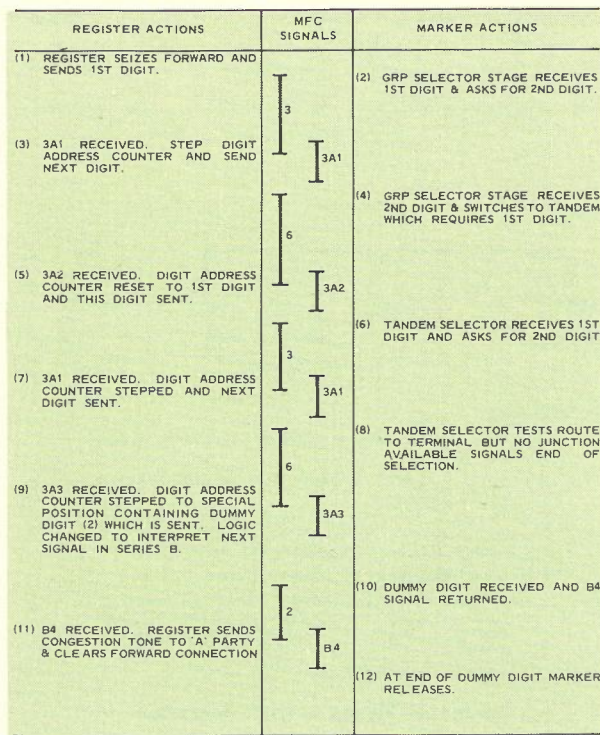 REGISTER ACTIONS
MFC
SIGNALS
MARKER ACTIONS
(1) REGISTER SEIZES FORWARD AND
SENDS 1ST DIGIT.
3
(2) GRP SELECTOR STAGE RECEIVES
1ST DIGIT & ASKS FOR 2ND DIGIT.
(3) 3A1 RECEIVED. STEP DIGIT
ADDRESS COUNTER AND SEND
NEXT DIGIT.
3A1
(4) GRP SELECTOR STAGE RECEIVES
2ND DIGIT & SWITCHES TO TANDEM
WHICH REQUIRES 1ST DIGIT.
6
(5) 3A2 RECEIVED. DIGIT ADDRESS
COUNTER RESET TO 1ST DIGIT
AND THIS DIGIT SENT.
3A2
(6) TANDEM SELECTOR RECEIVES 1ST
DIGIT AND ASKS FOR 2ND DIGIT
3
(7) 3A1 RECEIVED. DIGIT ADDRESS
COUNTER STEPPED AND NEXT
DIGIT SENT.
3A1
(8) TANDEM SELECTOR TESTS ROUTE
TO TERMINAL BUT NO JUNCTION
AVAILABLE SIGNALS END OF
SELECTION.
6
(9) 3A3 RECEIVED. DIGIT ADDRESS
COUNTER STEPPED TO SPECIAL
POSITION CONTAINING DUMMY
DIGIT (2) WHICH IS SENT. LOGIC
CHANGED TO INTERPRET NEXT
SIGNAL IN SERIES B.
3A3
(10) DUMMY DIGIT RECEIVED AND B4
SIGNAL RETURNED.
2
(11) B4 RECEIVED. REGISTER SENDS
CONGESTION TONE TO 'A' PARTY
& CLEARS FORWARD CONNECTION
B4
(12) AT END OF DUMMY DIGIT MARKER
RELEASES.